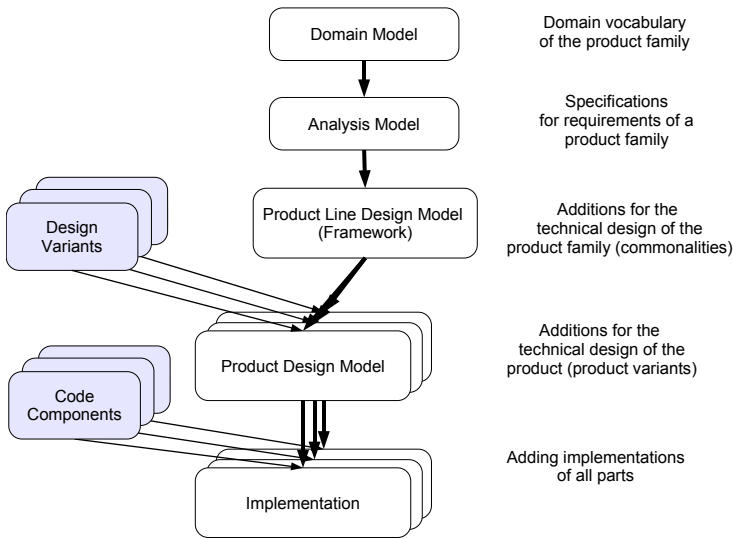 Domain Model
Domain vocabulary
of the product family
Analysis Model
Specifications
for requirements of a
product family
Design
Variants
Product Line Design Model
(Framework)
Additions for the
technical design of the
product family (commonalities)
Product Design Model
Additions for the
technical design of the
product (product variants)
Code
Components
Implementation
Adding implementations
of all parts